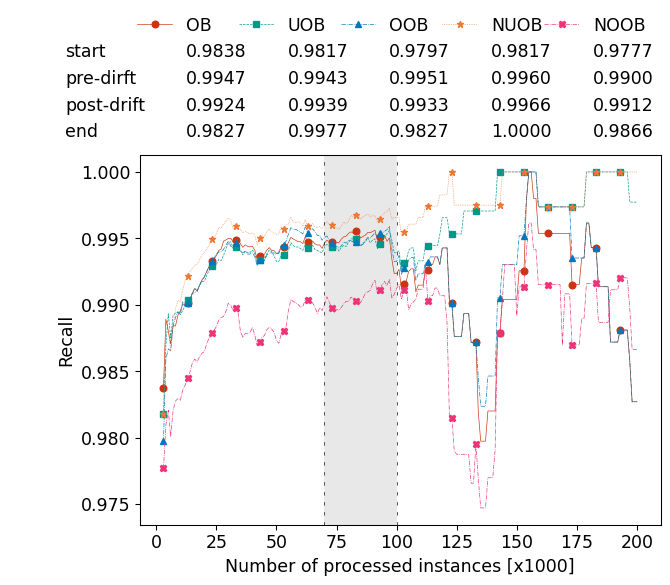 OB UOB OOB NUOB NOOB
start 0.9838 0.9817 0.9797 0.9817 0.9777
pre-dirft 0.9947 0.9943 0.9951 0.9960 0.9900
post-drift 0.9924 0.9939 0.9933 0.9966 0.9912
end 0.9827 0.9977 0.9827 1.0000 0.9866
1.000
0.995
0.990
0.985
0.980
0.975
Recall
0 25 50 75 100 125 150 175 200
Number of processed instances [x1000]